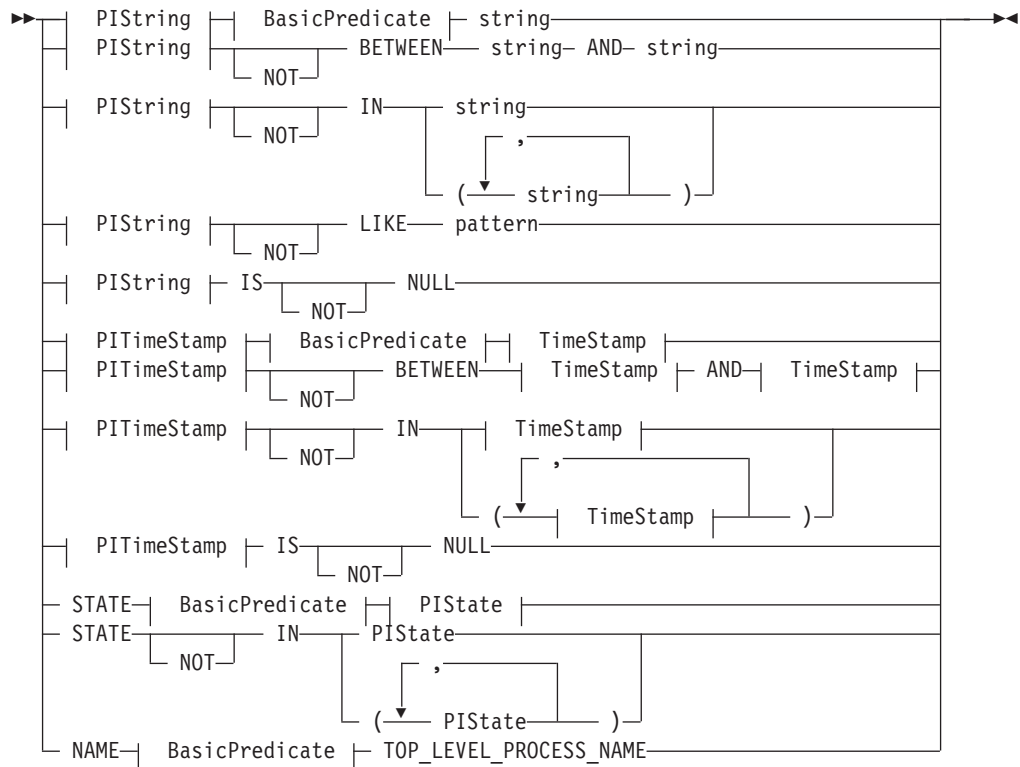 PIString BasicPredicate string
PIString BETWEEN string AND string
NOT
PIString IN string
NOT ,
( string )
PIString LIKE pattern
NOT
PIString IS NULL
NOT
PITimeStamp BasicPredicate TimeStamp
PITimeStamp BETWEEN TimeStamp AND TimeStamp
NOT
PITimeStamp IN TimeStamp
NOT ,
( TimeStamp )
PITimeStamp IS NULL
NOT
STATE BasicPredicate PIState
STATE IN PIState
NOT ,
( PIState )
NAME BasicPredicate TOP_LEVEL_PROCESS_NAME